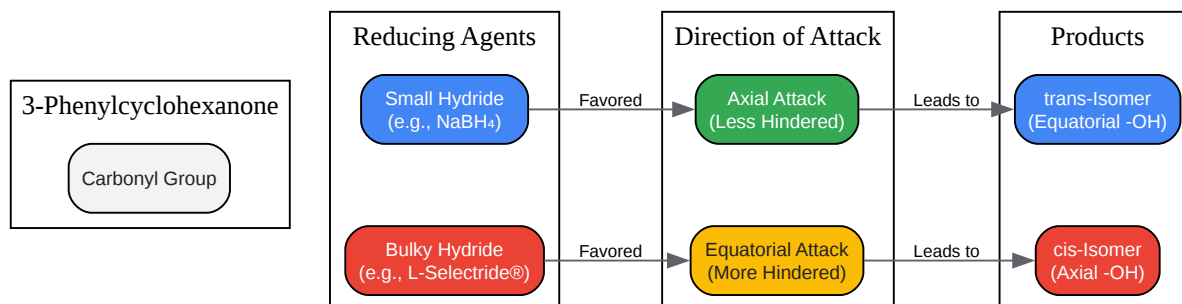 3-Phenylcyclohexanone
Carbonyl Group
Reducing Agents
Small Hydride
(e.g., NaBH₄)
Bulky Hydride
(e.g., L-Selectride®)
Favored
Favored
Direction of Attack
Axial Attack
(Less Hindered)
Equatorial Attack
(More Hindered)
Leads to
Leads to
Products
trans-Isomer
(Equatorial -OH)
cis-Isomer
(Axial -OH)